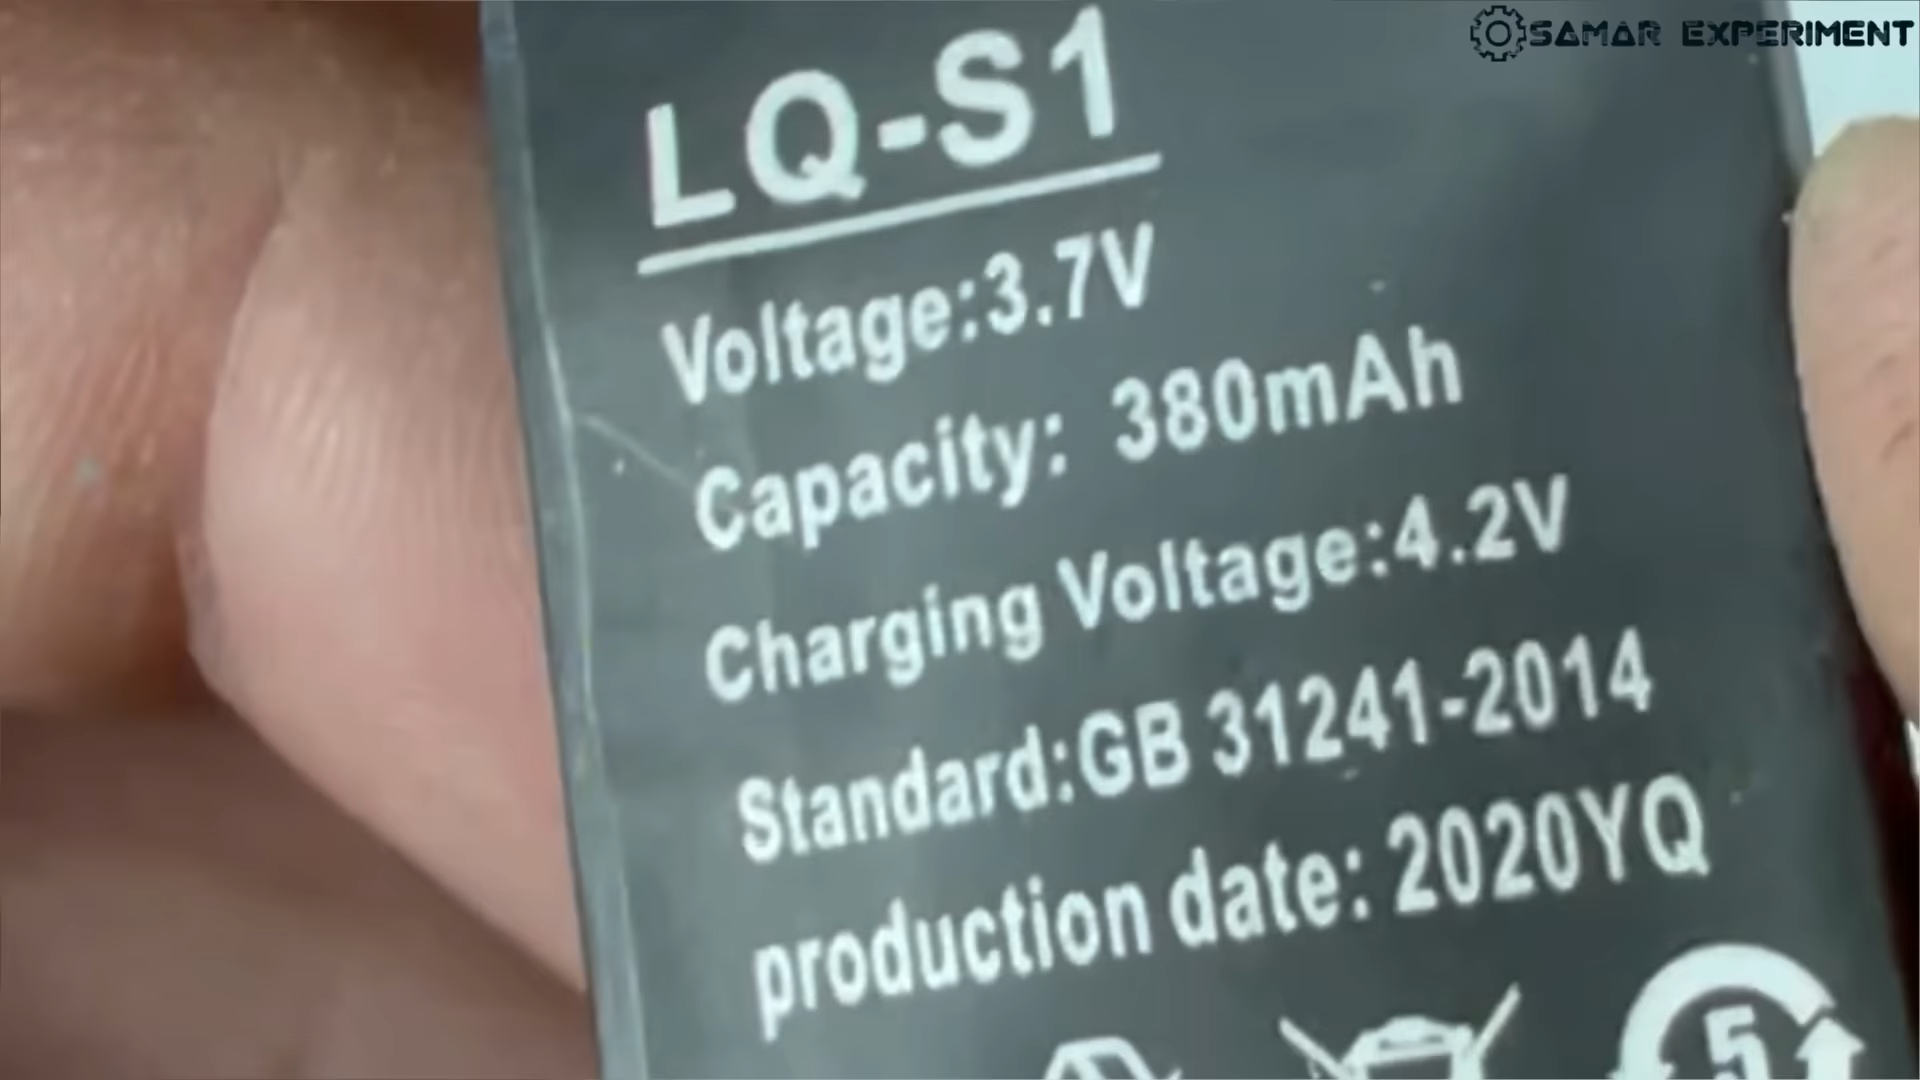 SAMAR EXPERIMENT
LQ-S1
Voltage:3.7V
Capacity: 380mAh
Charging Voltage:4.2V
Standard:GB 31241-2014
production date: 2020YQ
5